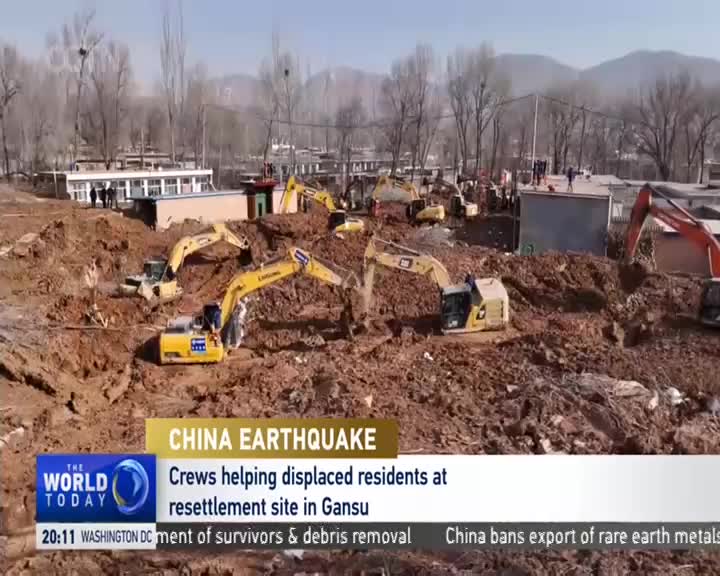 CHINA EARTHQUAKE
Crews helping displaced residents at
resettlement site in Gansu
THE
WORLD
TODAY
20:11 WASHINGTON DC
ment of survivors & debris removal China bans export of rare earth metals
CAT